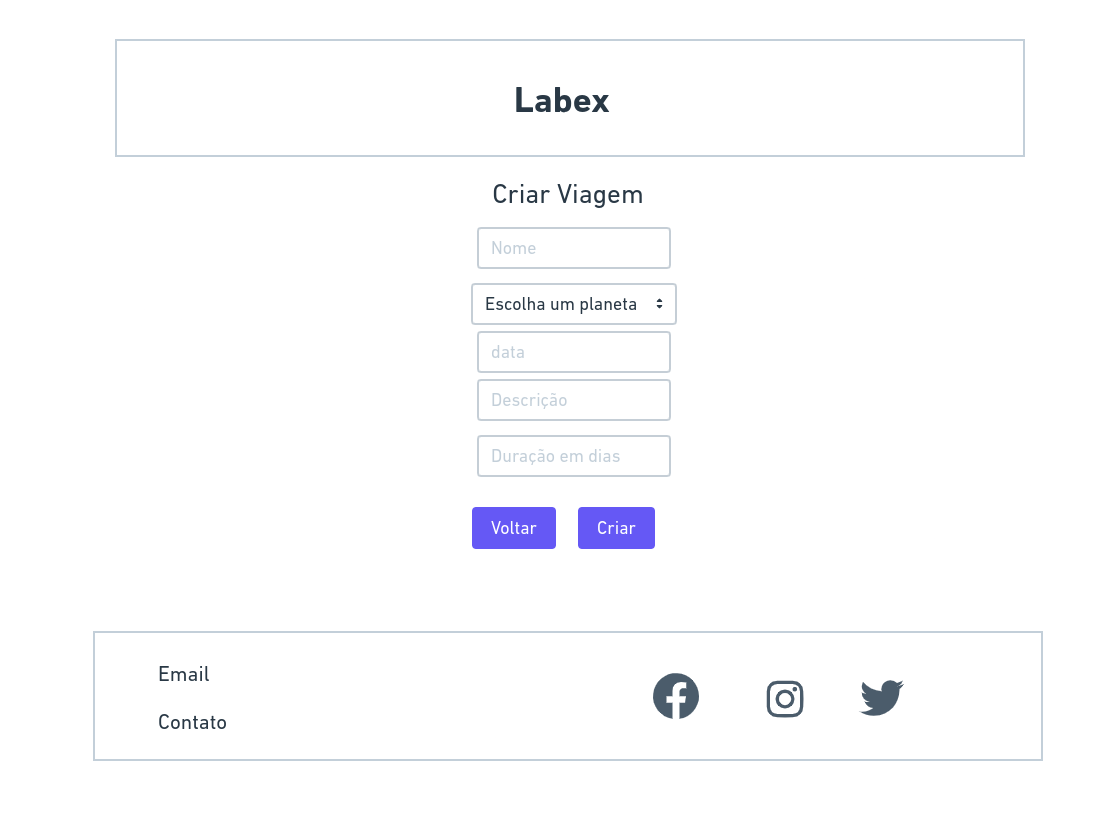 Labex
Criar Viagem
Nome
Escolha um planeta
data
Descrição
Duração em dias
Voltar Criar
Email
Contato